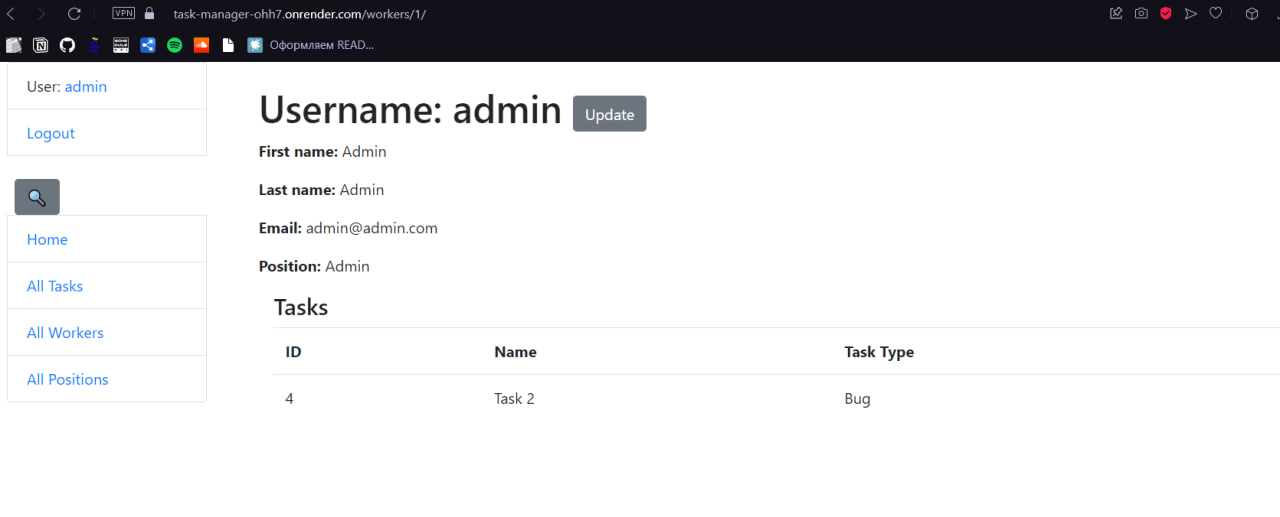 VPN task-manager-ohh7.onrender.com/workers/1/
Оформляем READ...
User: admin
Logout
Username: admin Update
First name: Admin
Last name: Admin
Email: admin@admin.com
Position: Admin
Home
All Tasks
All Workers
All Positions
Tasks
ID Name Task Type
4 Task 2 Bug